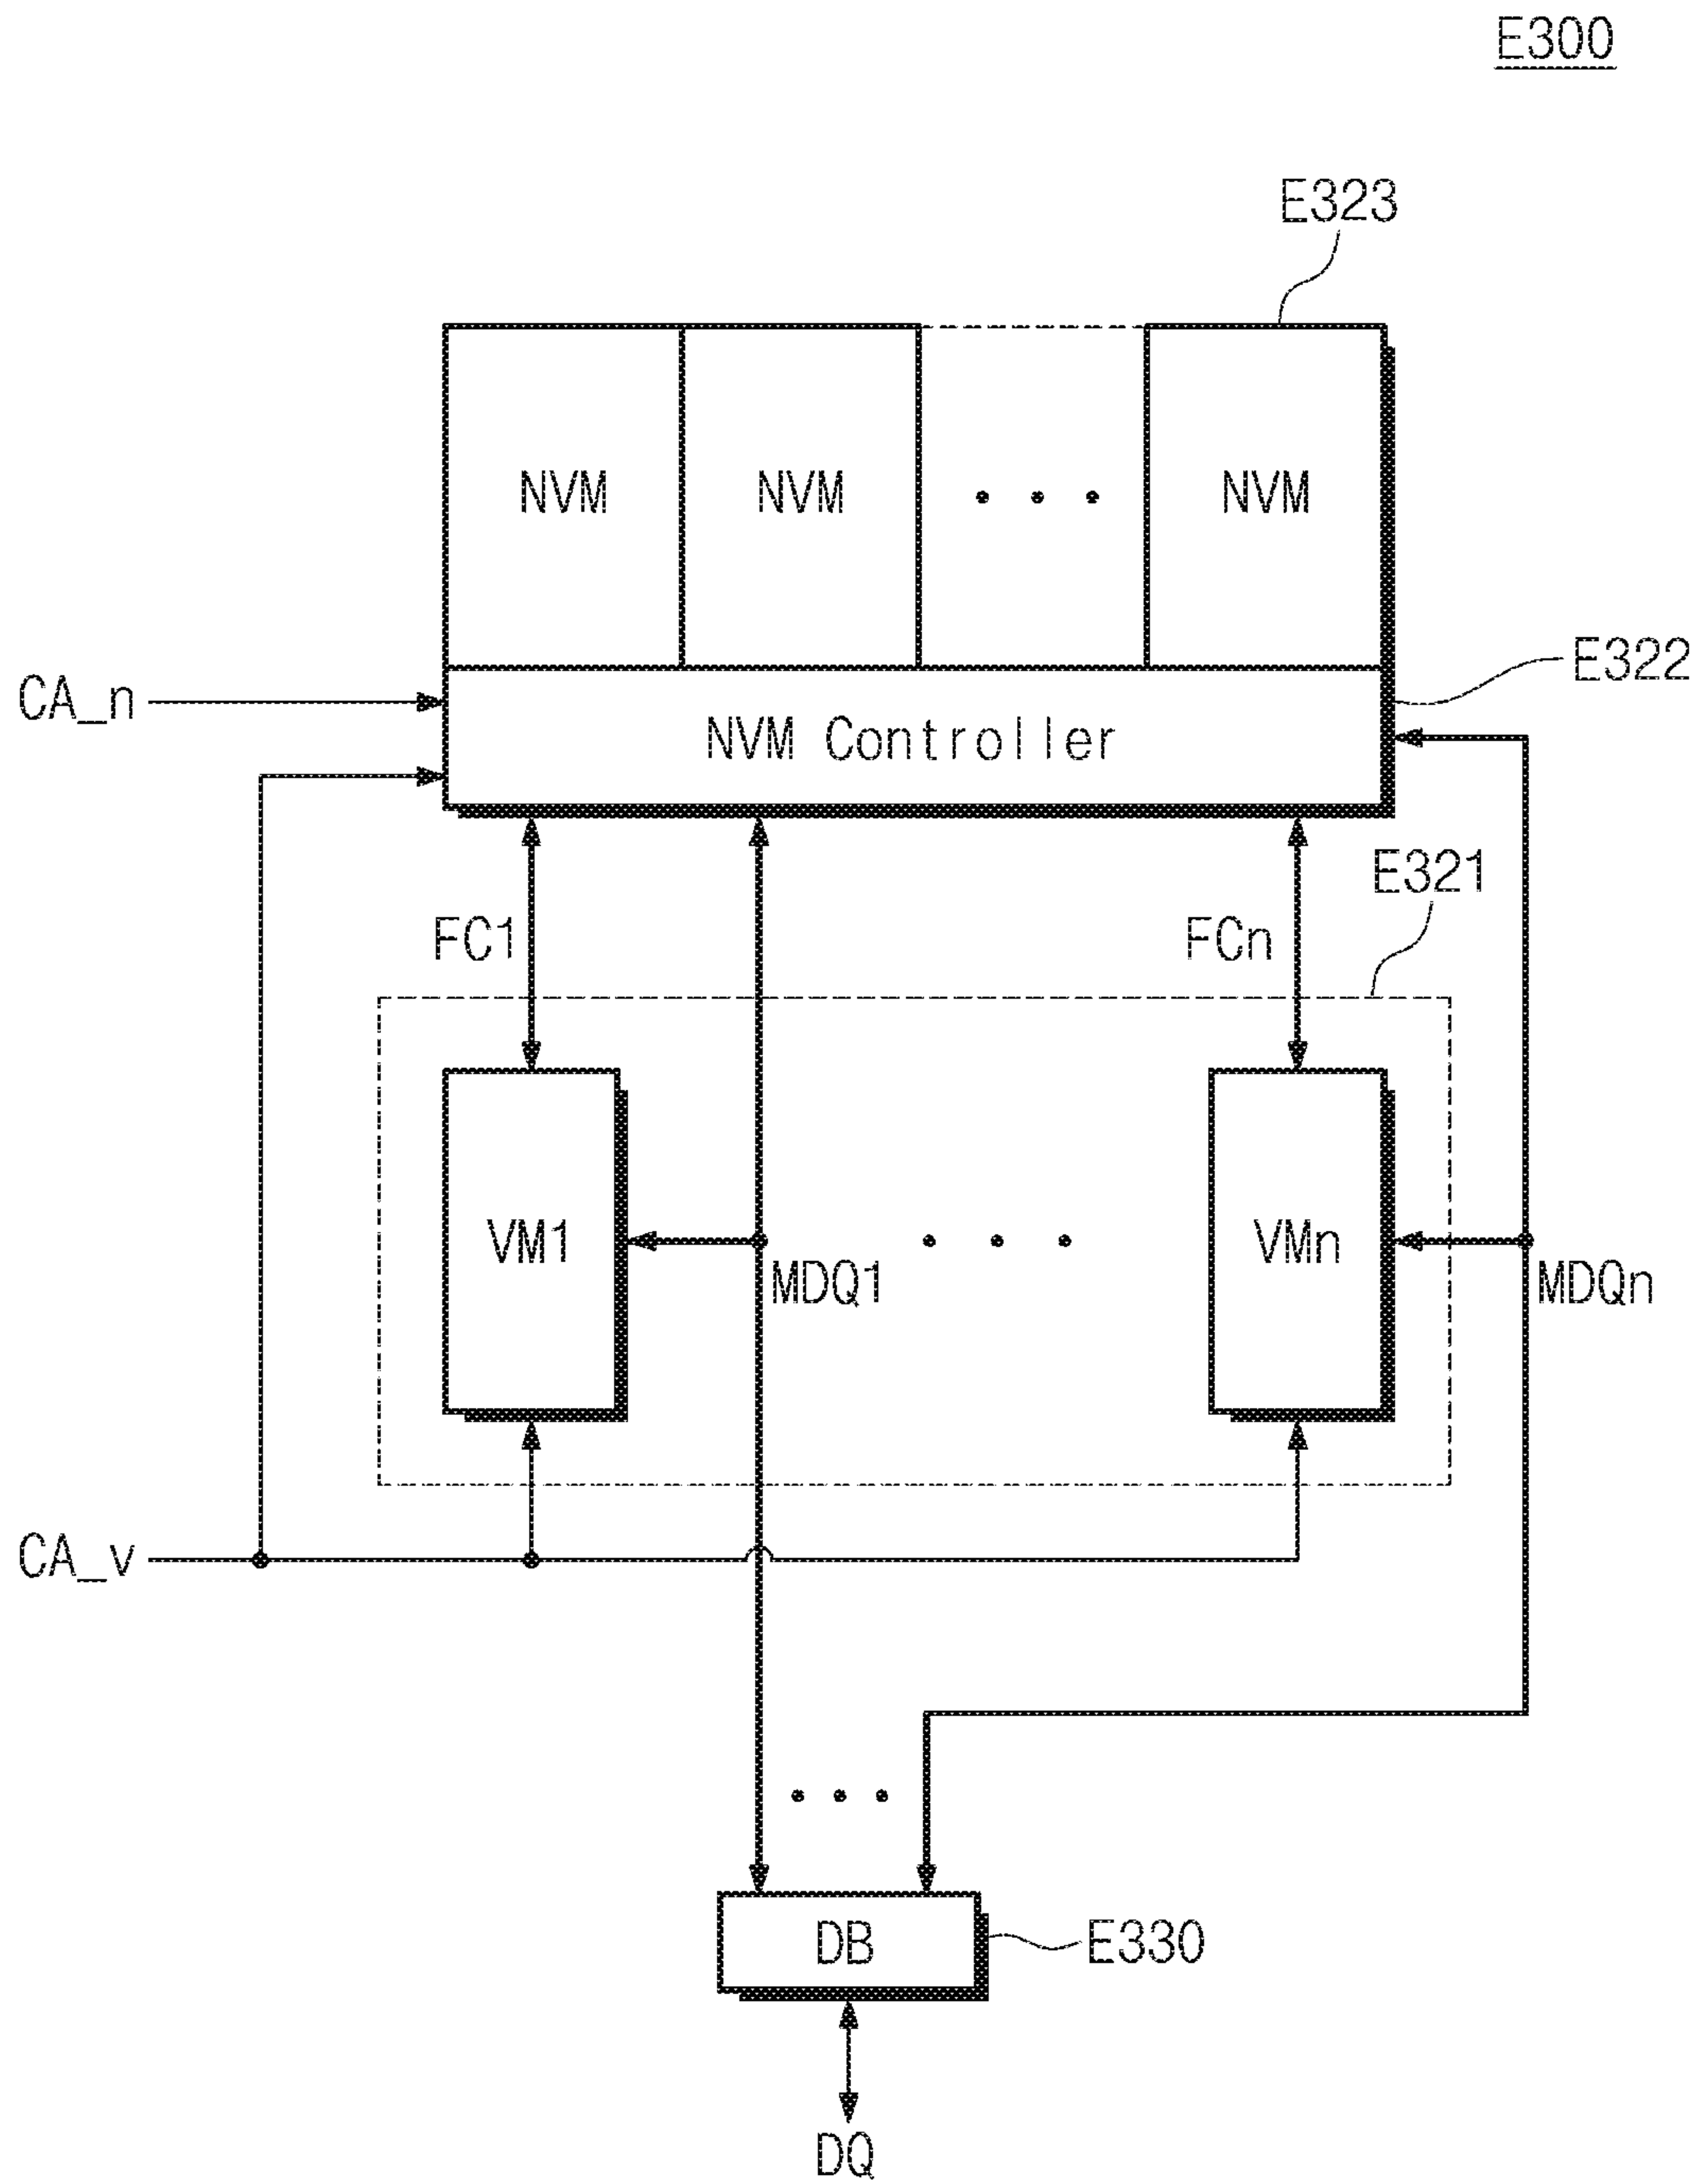 E300
E323
NVM NVM • • • NVM
E322
CA_n
NVM Controller
E321
FC1 FCn
VM1 • • • VMn
MDQ1 MDQn
CA_v
• • •
DB E330
DQ